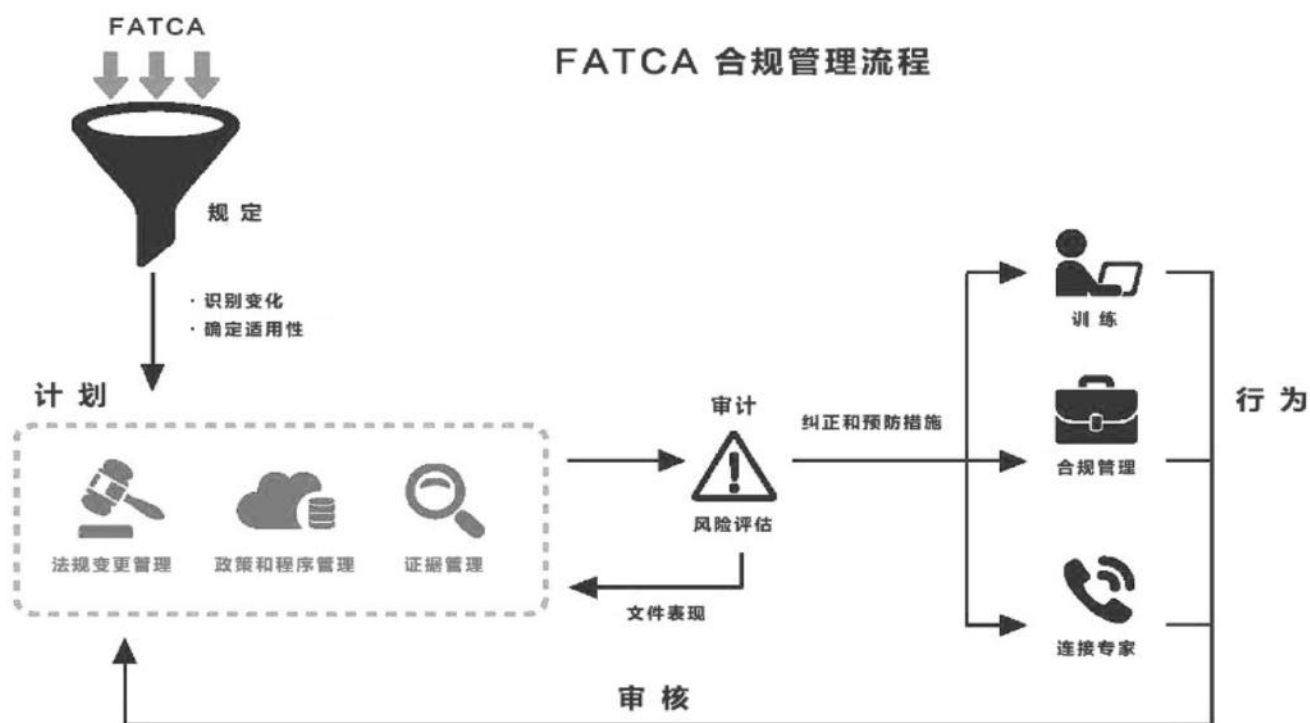 FATCA
FATCA 合规管理流程
规定
· 识别变化
· 确定适用性
计划
法规变更管理
政策和程序管理
证据管理
审计
风险评估
文件表现
纠正和预防措施
训练
合规管理
连接专家
行为
审核